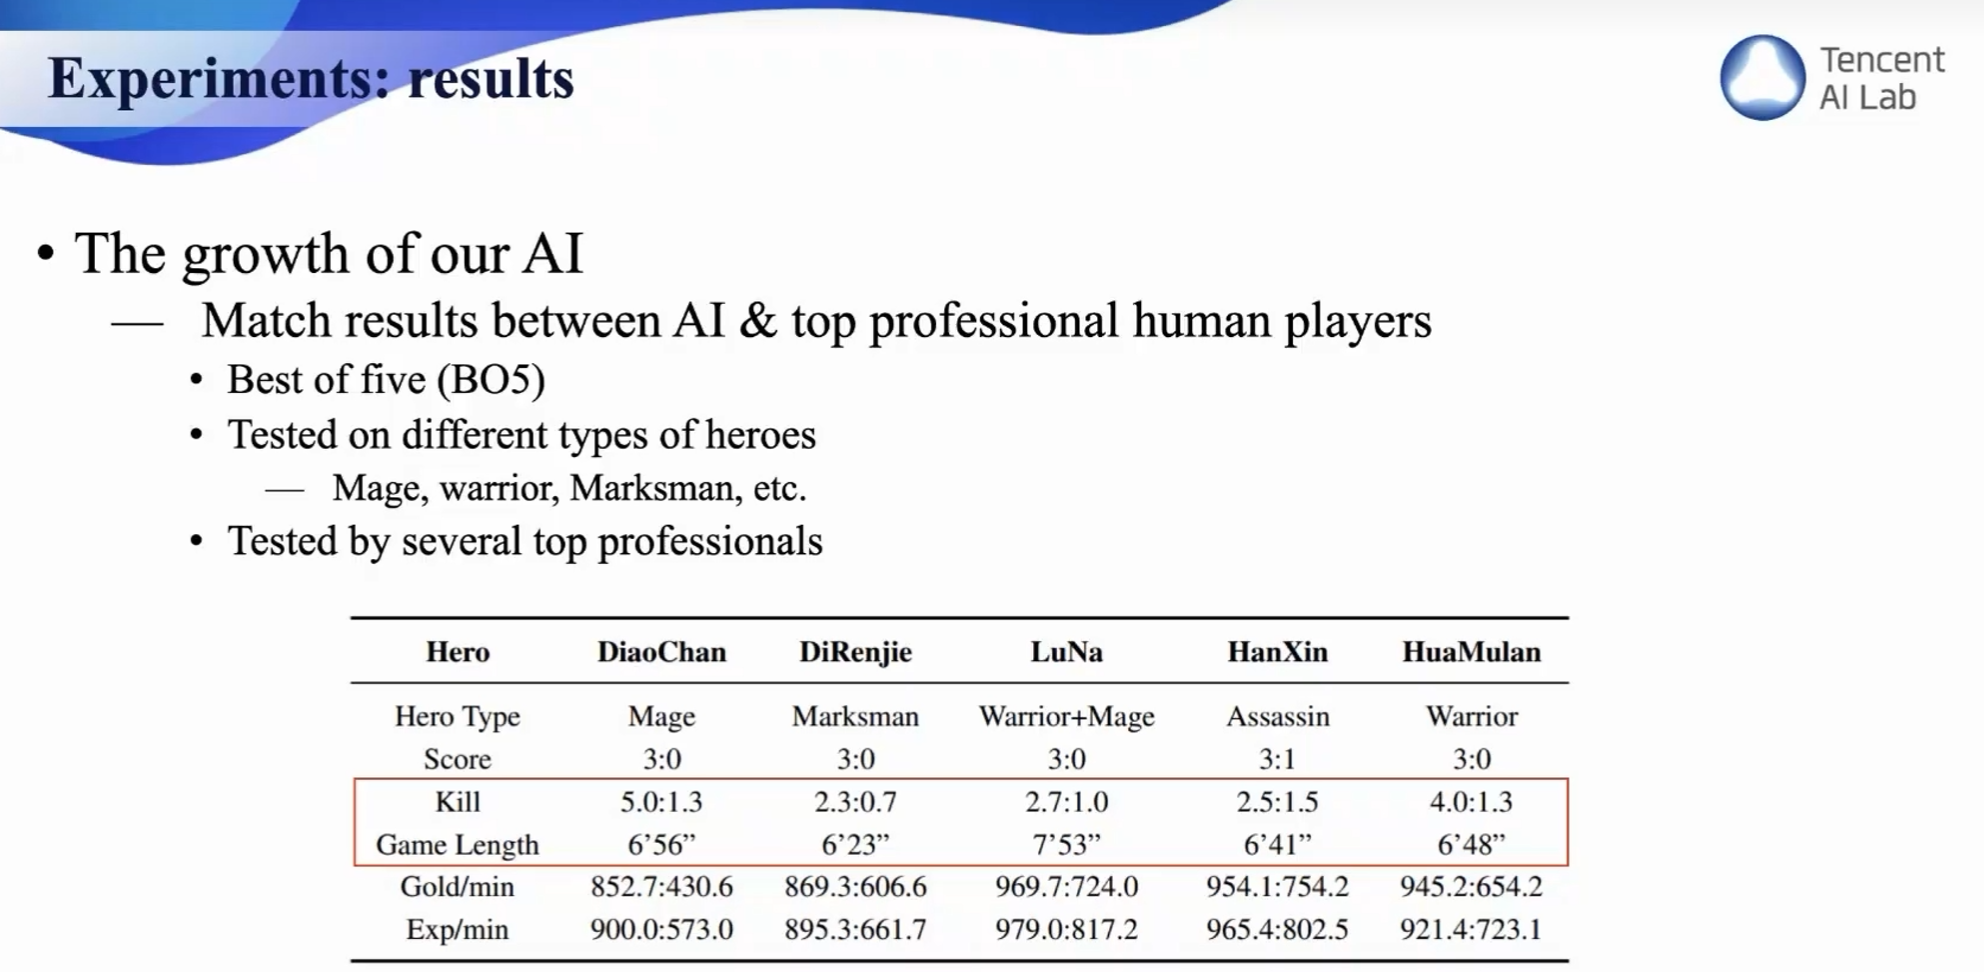 Experiments: results
Tencent
AI Lab
• The growth of our AI
— Match results between AI & top professional human players
• Best of five (BO5)
• Tested on different types of heroes
— Mage, warrior, Marksman, etc.
• Tested by several top professionals
Hero DiaoChan DiRenjie LuNa HanXin HuaMulan
Hero Type Mage Marksman Warrior+Mage Assassin Warrior
Score 3:0 3:0 3:0 3:1 3:0
Kill 5.0:1.3 2.3:0.7 2.7:1.0 2.5:1.5 4.0:1.3
Game Length 6’56” 6’23” 7’53” 6’41” 6’48”
Gold/min 852.7:430.6 869.3:606.6 969.7:724.0 954.1:754.2 945.2:654.2
Exp/min 900.0:573.0 895.3:661.7 979.0:817.2 965.4:802.5 921.4:723.1